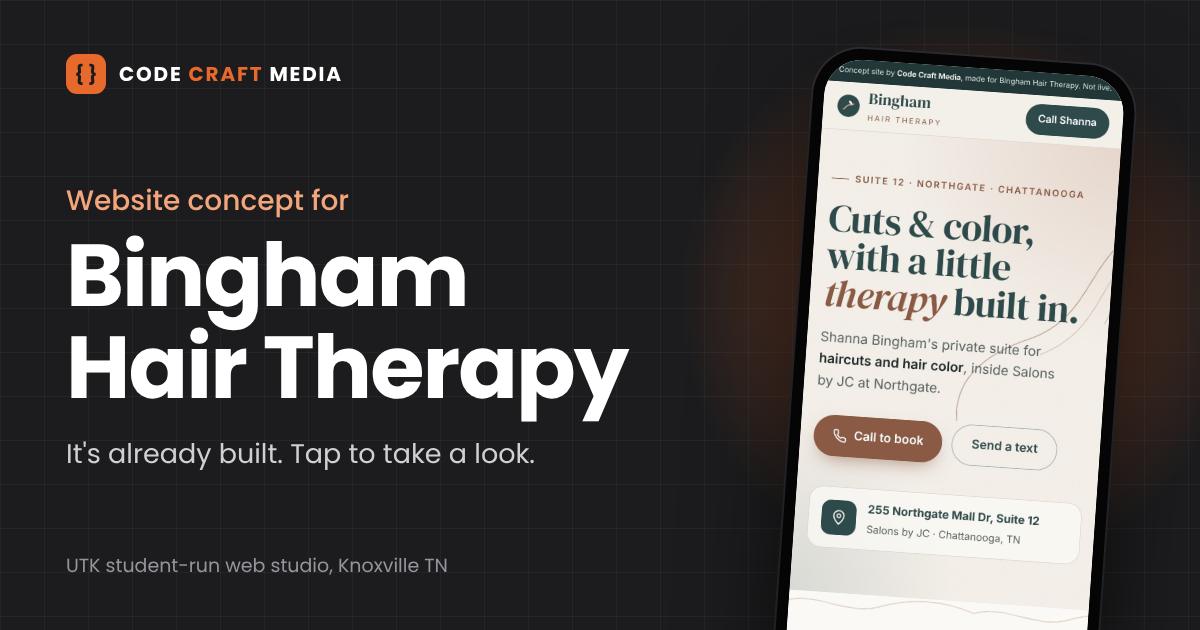 { } CODE CRAFT MEDIA
Website concept for
Bingham
Hair Therapy
It's already built. Tap to take a look.
UTK student-run web studio, Knoxville TN
Concept site by Code Craft Media, made for Bingham Hair Therapy. Not live.
Bingham
HAIR THERAPY
Call Shanna
SUITE 12 · NORTHGATE · CHATTANOOGA
Cuts & color,
with a little
therapy built in.
Shanna Bingham's private suite for
haircuts and hair color, inside Salons
by JC at Northgate.
Call to book
Send a text
255 Northgate Mall Dr, Suite 12
Salons by JC · Chattanooga, TN